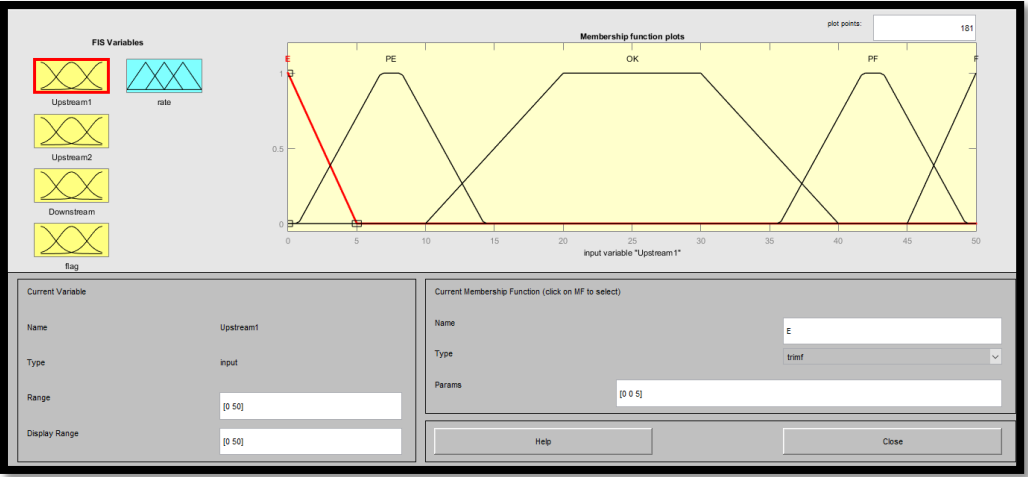 plot points:
181
FIS Variables
Membership function plots
Upstream1
rate
Upstream2
Downstream
flag
E
PE
OK
PF
F
1
0.5
0
0
5
10
15
20
25
30
35
40
45
50
input variable "Upstream1"
Current Variable
Name
Upstream1
Type
input
Range
[0 50]
Display Range
[0 50]
Current Membership Function (click on MF to select)
Name
E
Type
trimf
Params
[0 0 5]
Help
Close